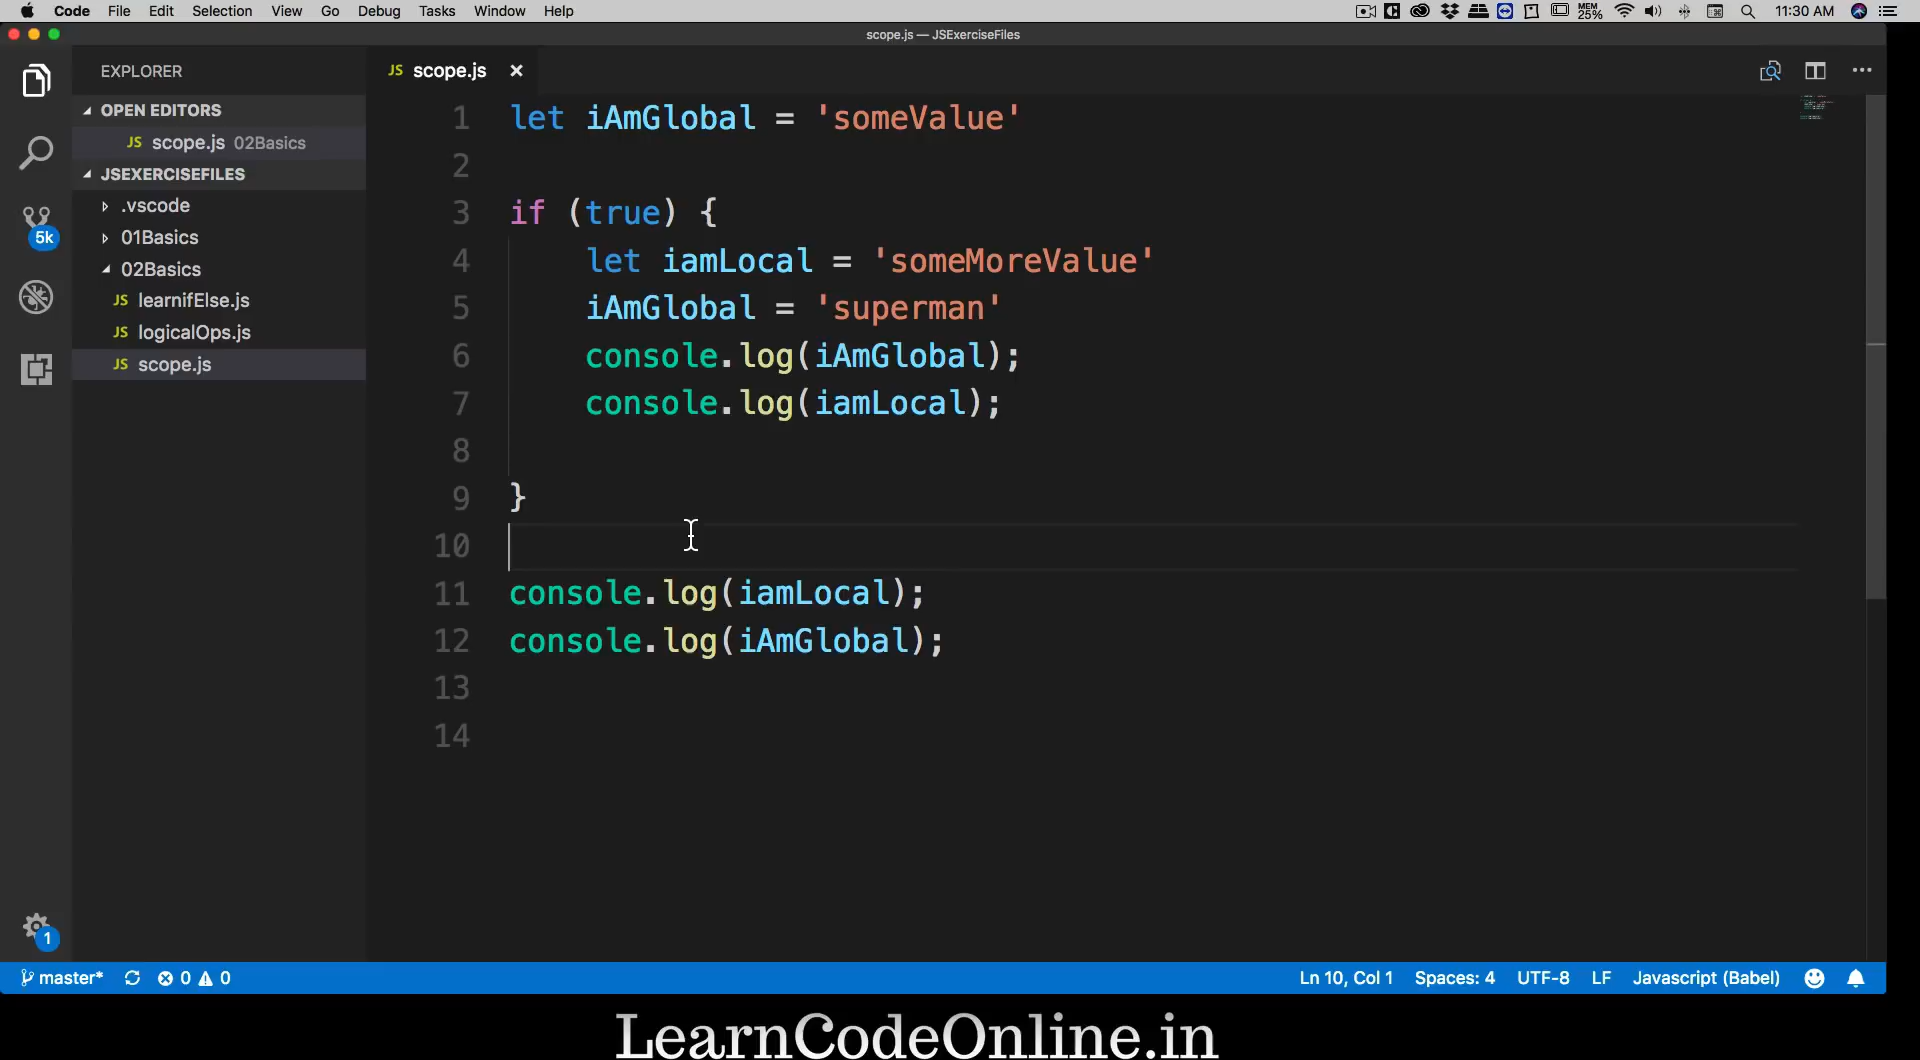 Code File Edit Selection View Go Debug Tasks Window Help MEM 25% 11:30 AM
scope.js — JSExerciseFiles
EXPLORER
JS scope.js
OPEN EDITORS
JS scope.js 02Basics
JSEXERCISEFILES
.vscode
01Basics
02Basics
JS learnifElse.js
JS logicalOps.js
JS scope.js
5k
1
1 let iAmGlobal = 'someValue'
2
3 if (true) {
4 let iamLocal = 'someMoreValue'
5 iAmGlobal = 'superman'
6 console.log(iAmGlobal);
7 console.log(iamLocal);
8
9 }
10
11 console.log(iamLocal);
12 console.log(iAmGlobal);
13
14
master* 0 0 Ln 10, Col 1 Spaces: 4 UTF-8 LF Javascript (Babel)
LearnCodeOnline.in